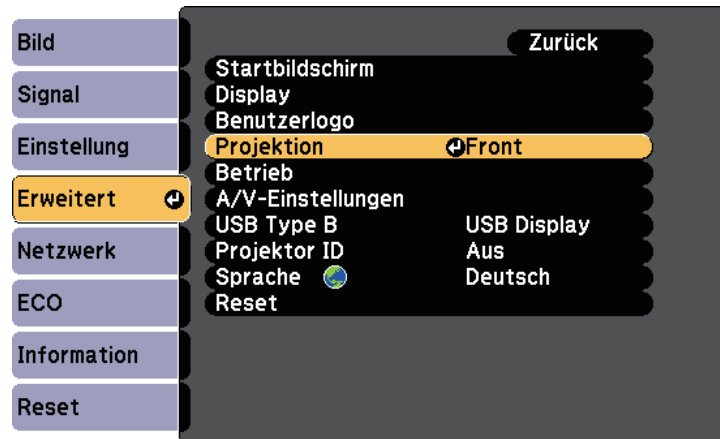 Bild
Signal
Einstellung
Erweitert
Netzwerk
ECO
Information
Reset
Zurück
Startbildschirm
Display
Benutzerlogo
Projektion Front
Betrieb
A/V-Einstellungen
USB Type B USB Display
Projektor ID Aus
Sprache Deutsch
Reset